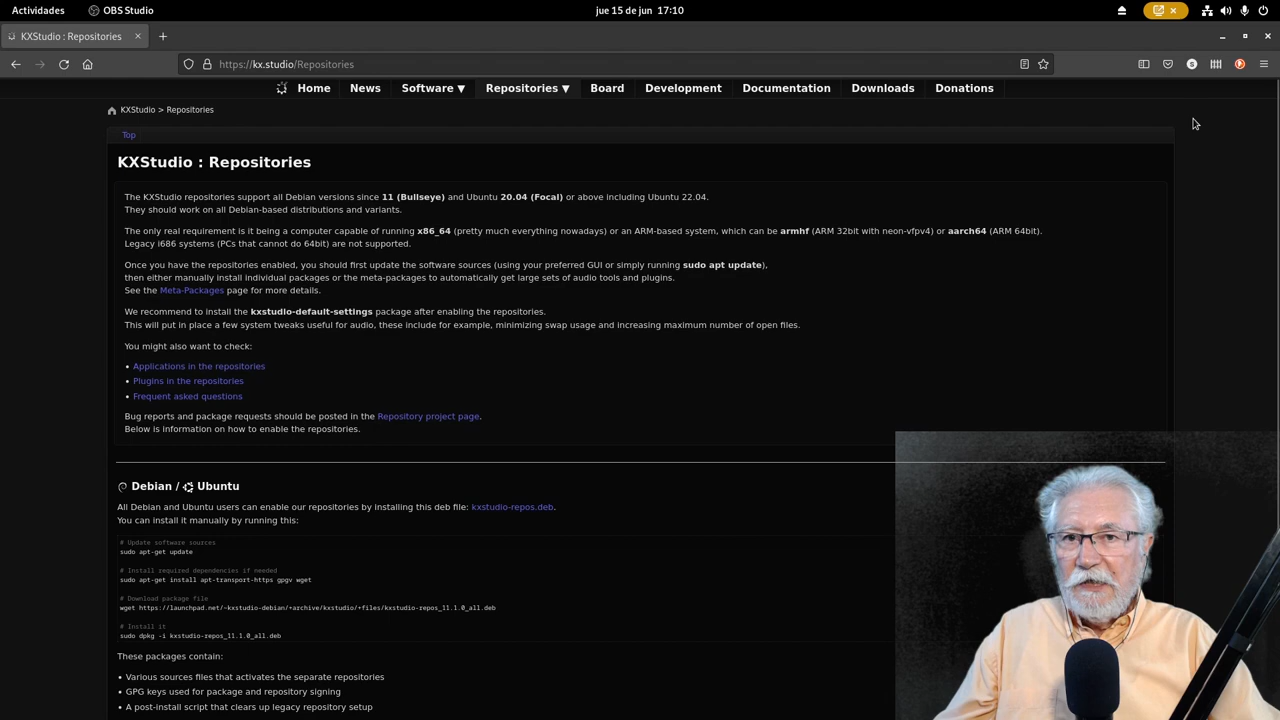 Actividades
OBS Studio
jue 15 de jun 17:10
KXStudio : Repositories
https://kx.studio/Repositories
Home News Software ▼ Repositories ▼ Board Development Documentation Downloads Donations
KXStudio > Repositories
Top
KXStudio : Repositories
The KXStudio repositories support all Debian versions since 11 (Bullseye) and Ubuntu 20.04 (Focal) or above including Ubuntu 22.04.
They should work on all Debian-based distributions and variants.
The only real requirement is it being a computer capable of running x86_64 (pretty much everything nowadays) or an ARM-based system, which can be armhf (ARM 32bit with neon-vfpv4) or aarch64 (ARM 64bit).
Legacy i686 systems (PCs that cannot do 64bit) are not supported.
Once you have the repositories enabled, you should first update the software sources (using your preferred GUI or simply running sudo apt update),
then either manually install individual packages or the meta-packages to automatically get large sets of audio tools and plugins.
See the Meta-Packages page for more details.
We recommend to install the kxstudio-default-settings package after enabling the repositories.
This will put in place a few system tweaks useful for audio, these include for example, minimizing swap usage and increasing maximum number of open files.
You might also want to check:
• Applications in the repositories
• Plugins in the repositories
• Frequent asked questions
Bug reports and package requests should be posted in the Repository project page.
Below is information on how to enable the repositories.
Debian / Ubuntu
All Debian and Ubuntu users can enable our repositories by installing this deb file: kxstudio-repos.deb.
You can install it manually by running this:
# Update software sources
sudo apt-get update
# Install required dependencies if needed
sudo apt-get install apt-transport-https gpgv wget
# Download package file
wget https://launchpad.net/~kxstudio-debian/+archive/kxstudio/+files/kxstudio-repos_11.1.0_all.deb
# Install it
sudo dpkg -i kxstudio-repos_11.1.0_all.deb
These packages contain:
• Various sources files that activates the separate repositories
• GPG keys used for package and repository signing
• A post-install script that clears up legacy repository setup